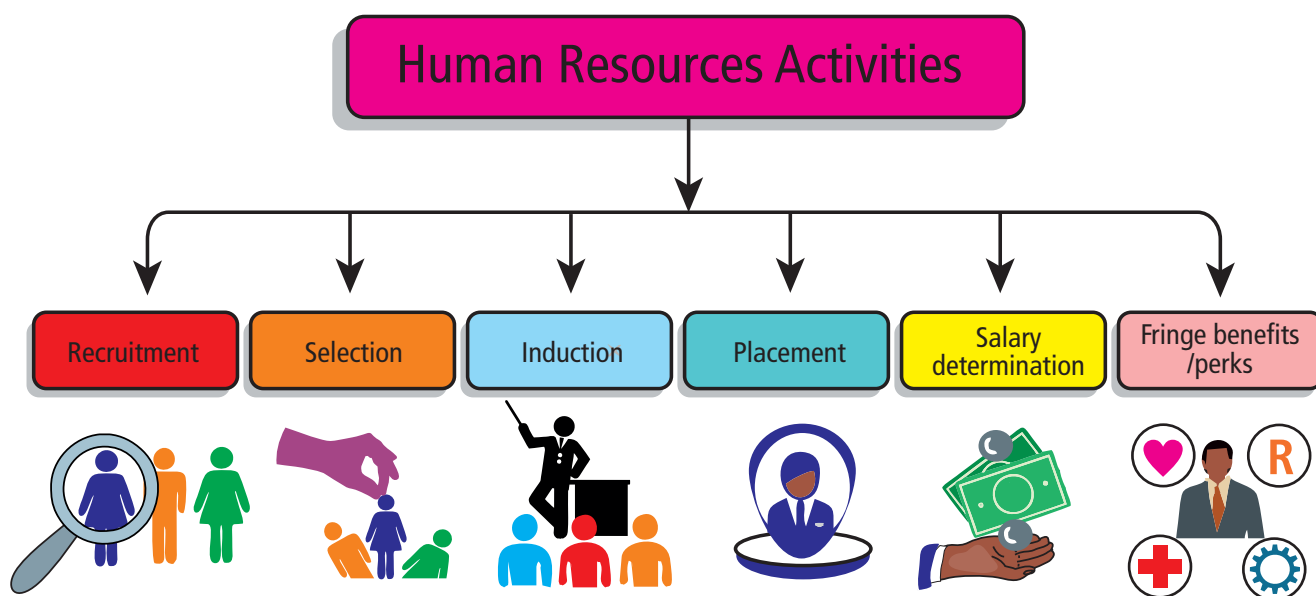 Human Resources Activities
Recruitment
Selection
Induction
Placement
Salary
determination
Fringe benefits
/perks
R